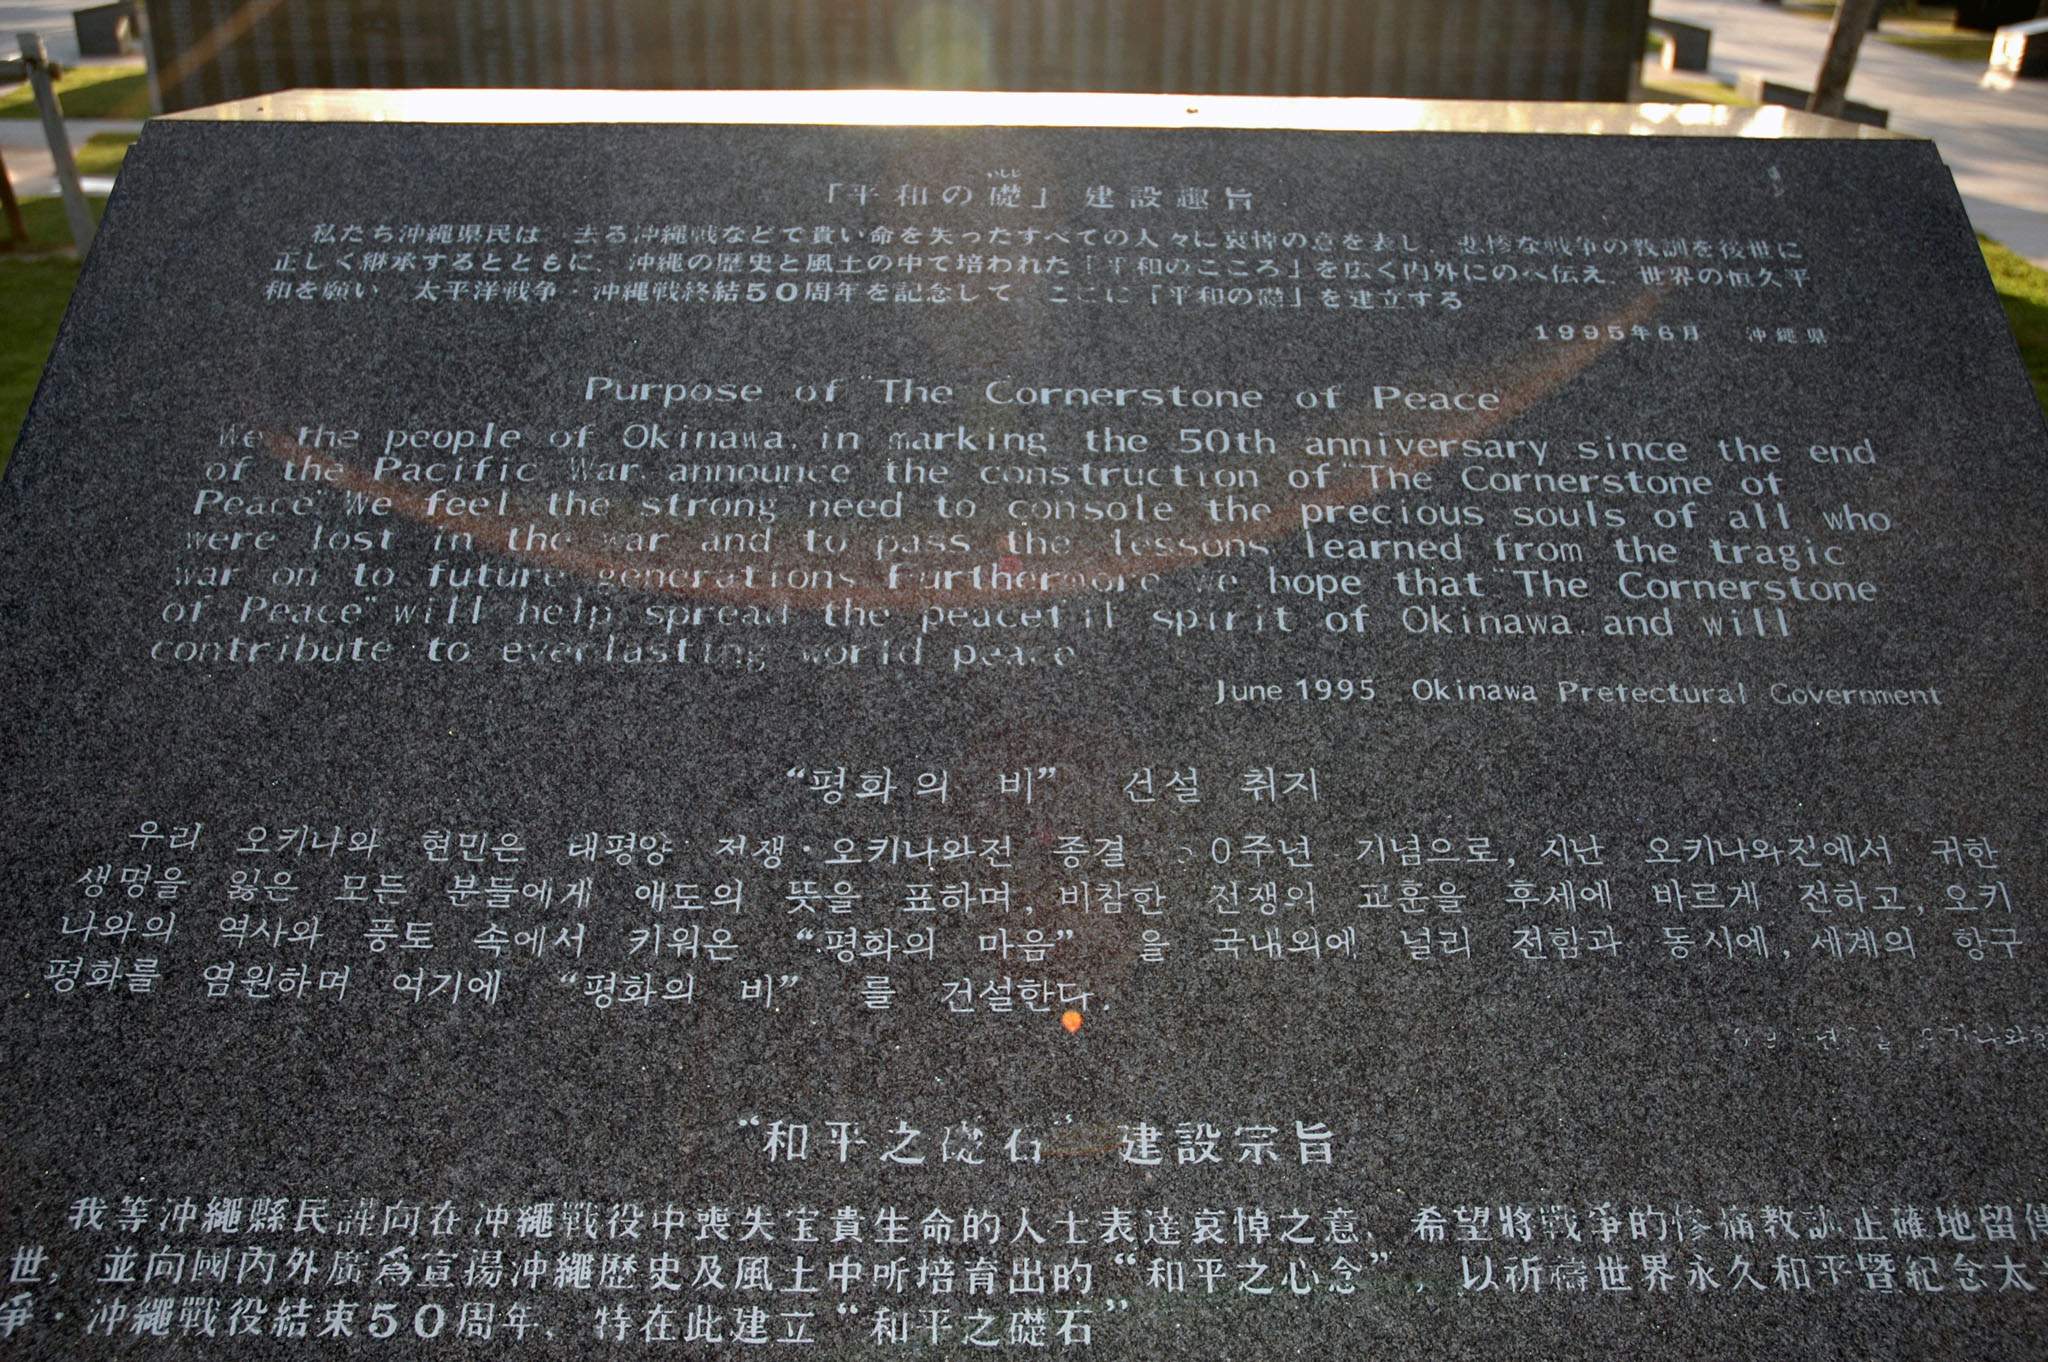 いしじ
「平和の礎」 建設趣旨
私たち沖縄県民は 去る沖縄戦などで貴い命を失ったすべての人々に哀悼の意を表し、悲惨な戦争の教訓を後世に
正しく継承するとともに、沖縄の歴史と風土の中で培われた「平和のこころ」を広く内外にのべ伝え、世界の恒久平
和を願い 太平洋戦争・沖縄戦終結50周年を記念して、ここに「平和の礎」を建立する
1995年6月 沖縄県
Purpose of "The Cornerstone of Peace"
We the people of Okinawa, in marking the 50th anniversary since the end
of the Pacific War, announce the construction of "The Cornerstone of
Peace" We feel the strong need to console the precious souls of all who
were lost in the war and to pass the lessons learned from the tragic
war on to future generations. Furthermore we hope that "The Cornerstone
of Peace" will help spread the peaceful spirit of Okinawa, and will
contribute to everlasting world peace
June 1995 Okinawa Prefectural Government
“평화의 비” 건설 취지
우리 오키나와 현민은 태평양 전쟁·오키나와전 종결 50주년 기념으로, 지난 오키나와전에서 귀한
생명을 잃은 모든 분들에게 애도의 뜻을 표하며, 비참한 전쟁의 교훈을 후세에 바르게 전하고, 오키
나와의 역사와 풍토 속에서 키워온 “평화의 마음” 을 국내외에 널리 전함과 동시에, 세계의 항구
평화를 염원하며 여기에 “평화의 비” 를 건설한다.
오키나와현
“和平之礎石” 建設宗旨
我等沖繩縣民謹向在沖繩戰役中喪失宝貴生命的人士表達哀悼之意, 希望將戰爭的慘痛教訓正確地留傳
世, 並向國內外廣為宣揚沖繩歷史及風土中所培育出的“和平之心念”, 以祈禱世界永久和平暨紀念太
爭·沖繩戰役結束50周年, 特在此建立“和平之礎石”